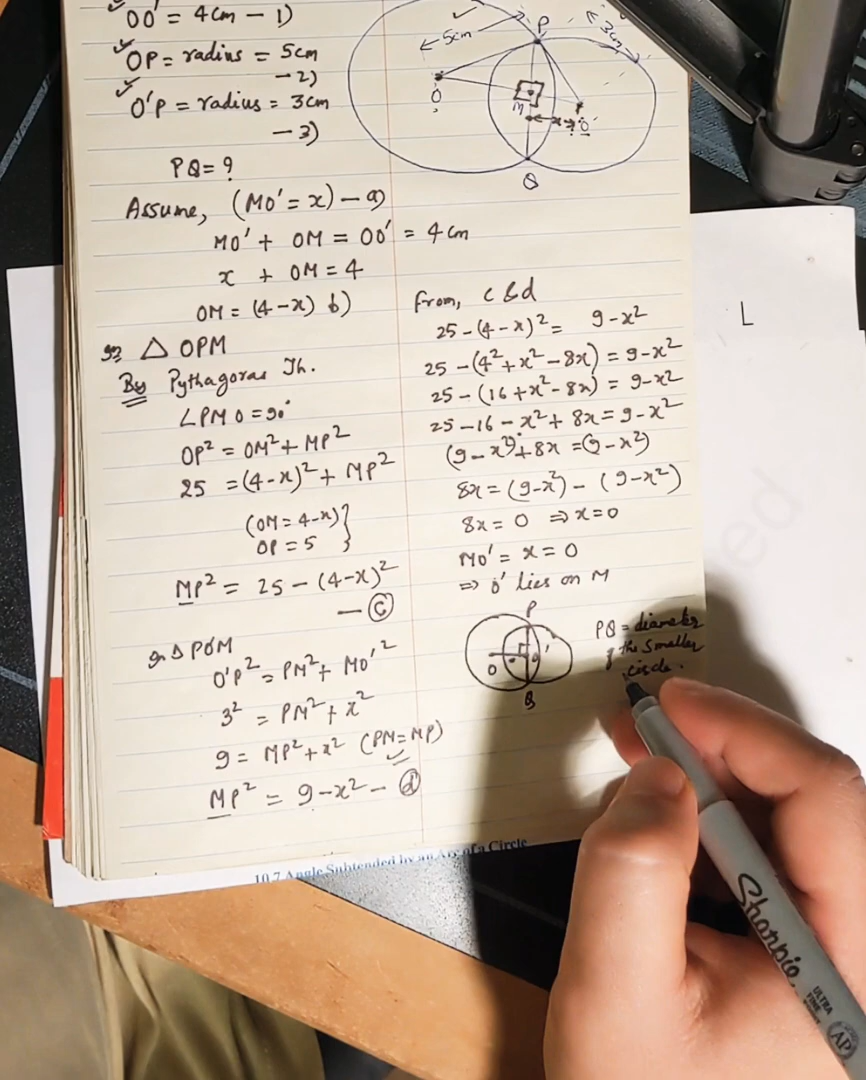 OO' = 4cm - 1)
OP = radius = 5cm
- 2)
O'P = radius = 3cm
- 3)
PQ = ?
Assume, (MO' = x) - a)
MO' + OM = OO' = 4 cm
x + OM = 4
OM = (4-x) b)
In △ OPM
By Pythagoras Th.
∠PMO = 90°
OP² = OM² + MP²
25 = (4-x)² + MP²
(OM = 4-x)
OP = 5 }
MP² = 25 - (4-x)²
- ⓒ
In △ PO'M
O'P² = PM² + MO'²
3² = PM² + x²
9 = MP² + x² (PM = MP)
MP² = 9 - x² - ⓓ
5cm
P
3cm
O
M
x
O'
Q
From, c & d
25 - (4-x)² = 9-x²
25 - (4² + x² - 8x) = 9-x²
25 - (16 + x² - 8x) = 9-x²
25 - 16 - x² + 8x = 9-x²
(9 - x²) + 8x = (9 - x²)
8x = (9-x²) - (9-x²)
8x = 0 ⇒ x = 0
MO' = x = 0
⇒ O' lies on M
P
O
O'
Q
PQ = diameter
of the smaller
circle.
10.7 Angle Subtended by an Arc of a Circle
L
Sharpie
ULTRA
FINE
AP